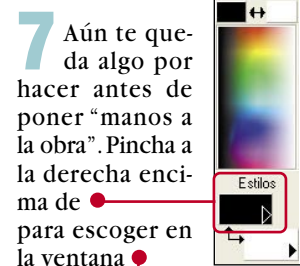 7 Aún te que-
da algo por
hacer antes de
poner “manos a
la obra”. Pincha a
la derecha enci-
ma de
para escoger en
la ventana
Estilos